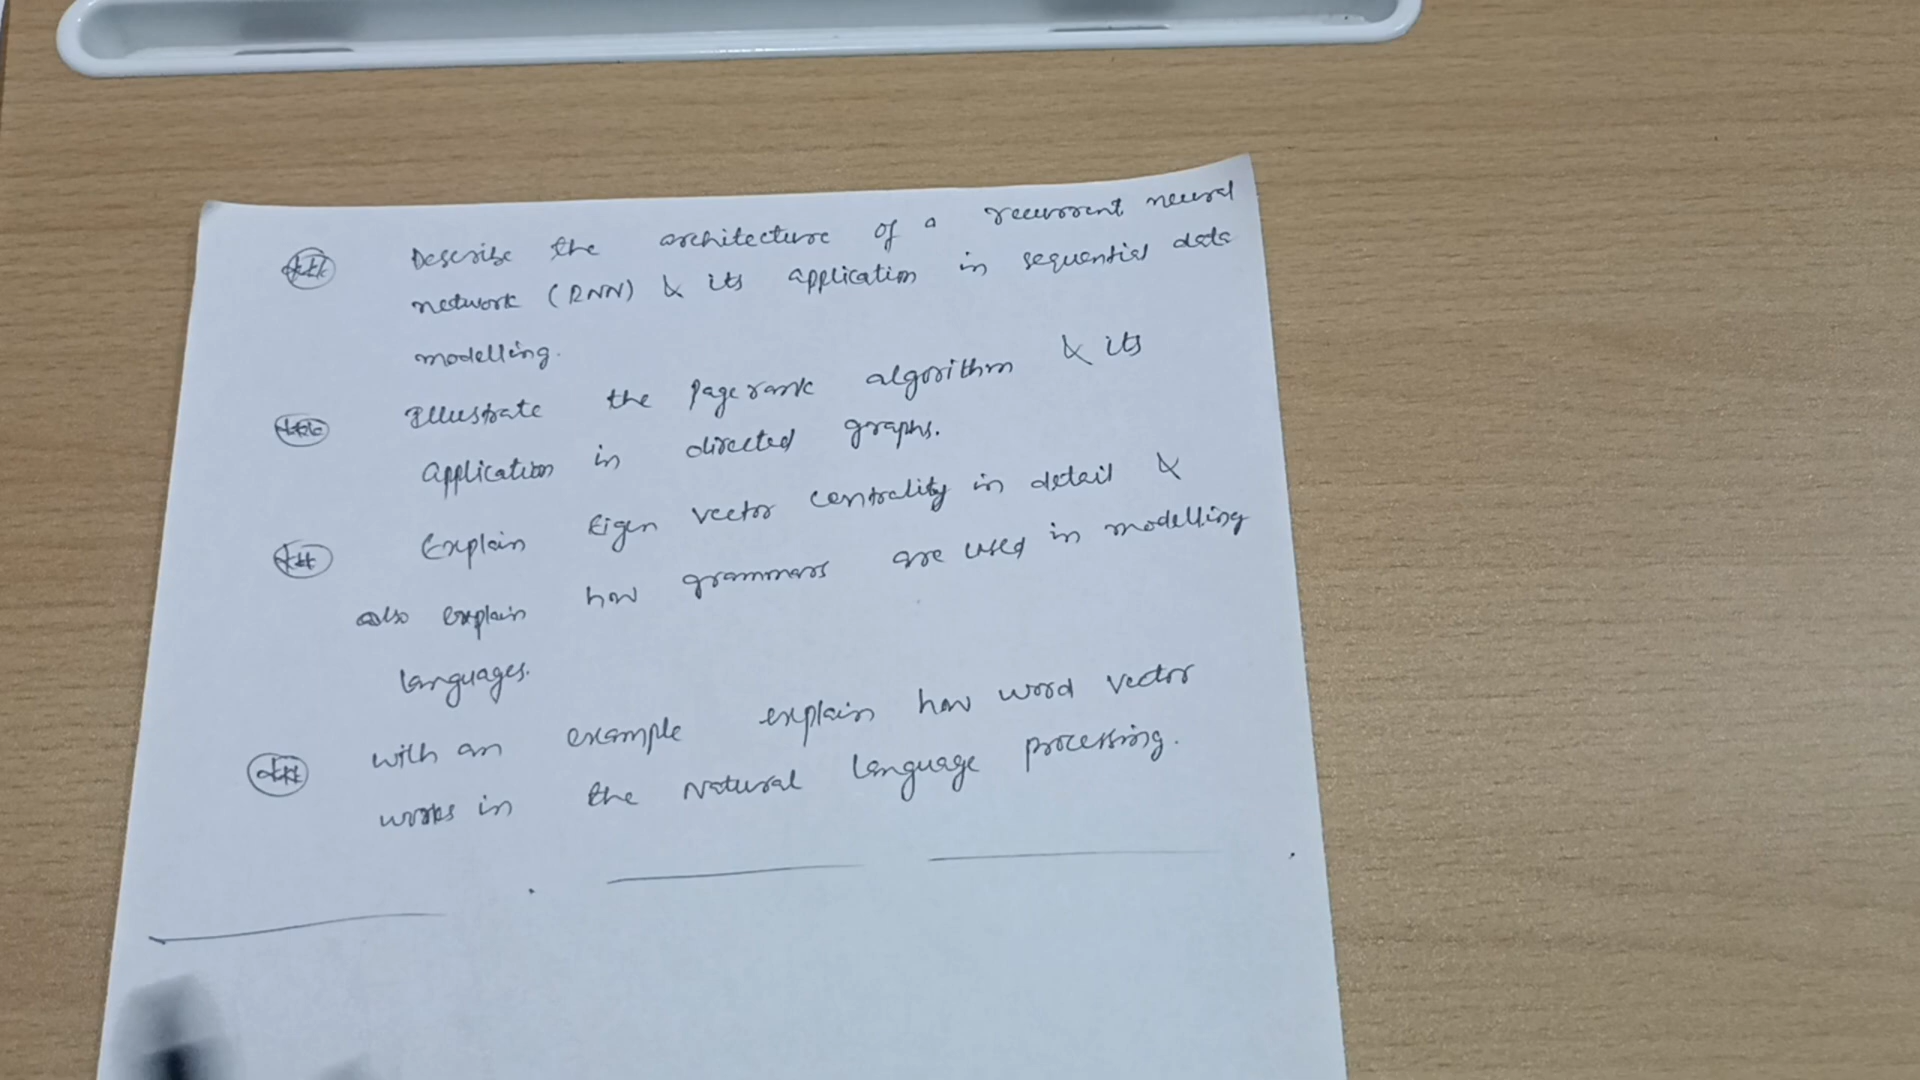 Describe the architecture of a recurrent neural
network (RNN) & its application in sequential data
modelling.
Illustrate the Page rank algorithm & its
application in directed graphs.
Explain Eigen vector centrality in detail &
also explain how grammars are used in modelling
languages.
with an example explain how word vector
works in the Natural Language processing.